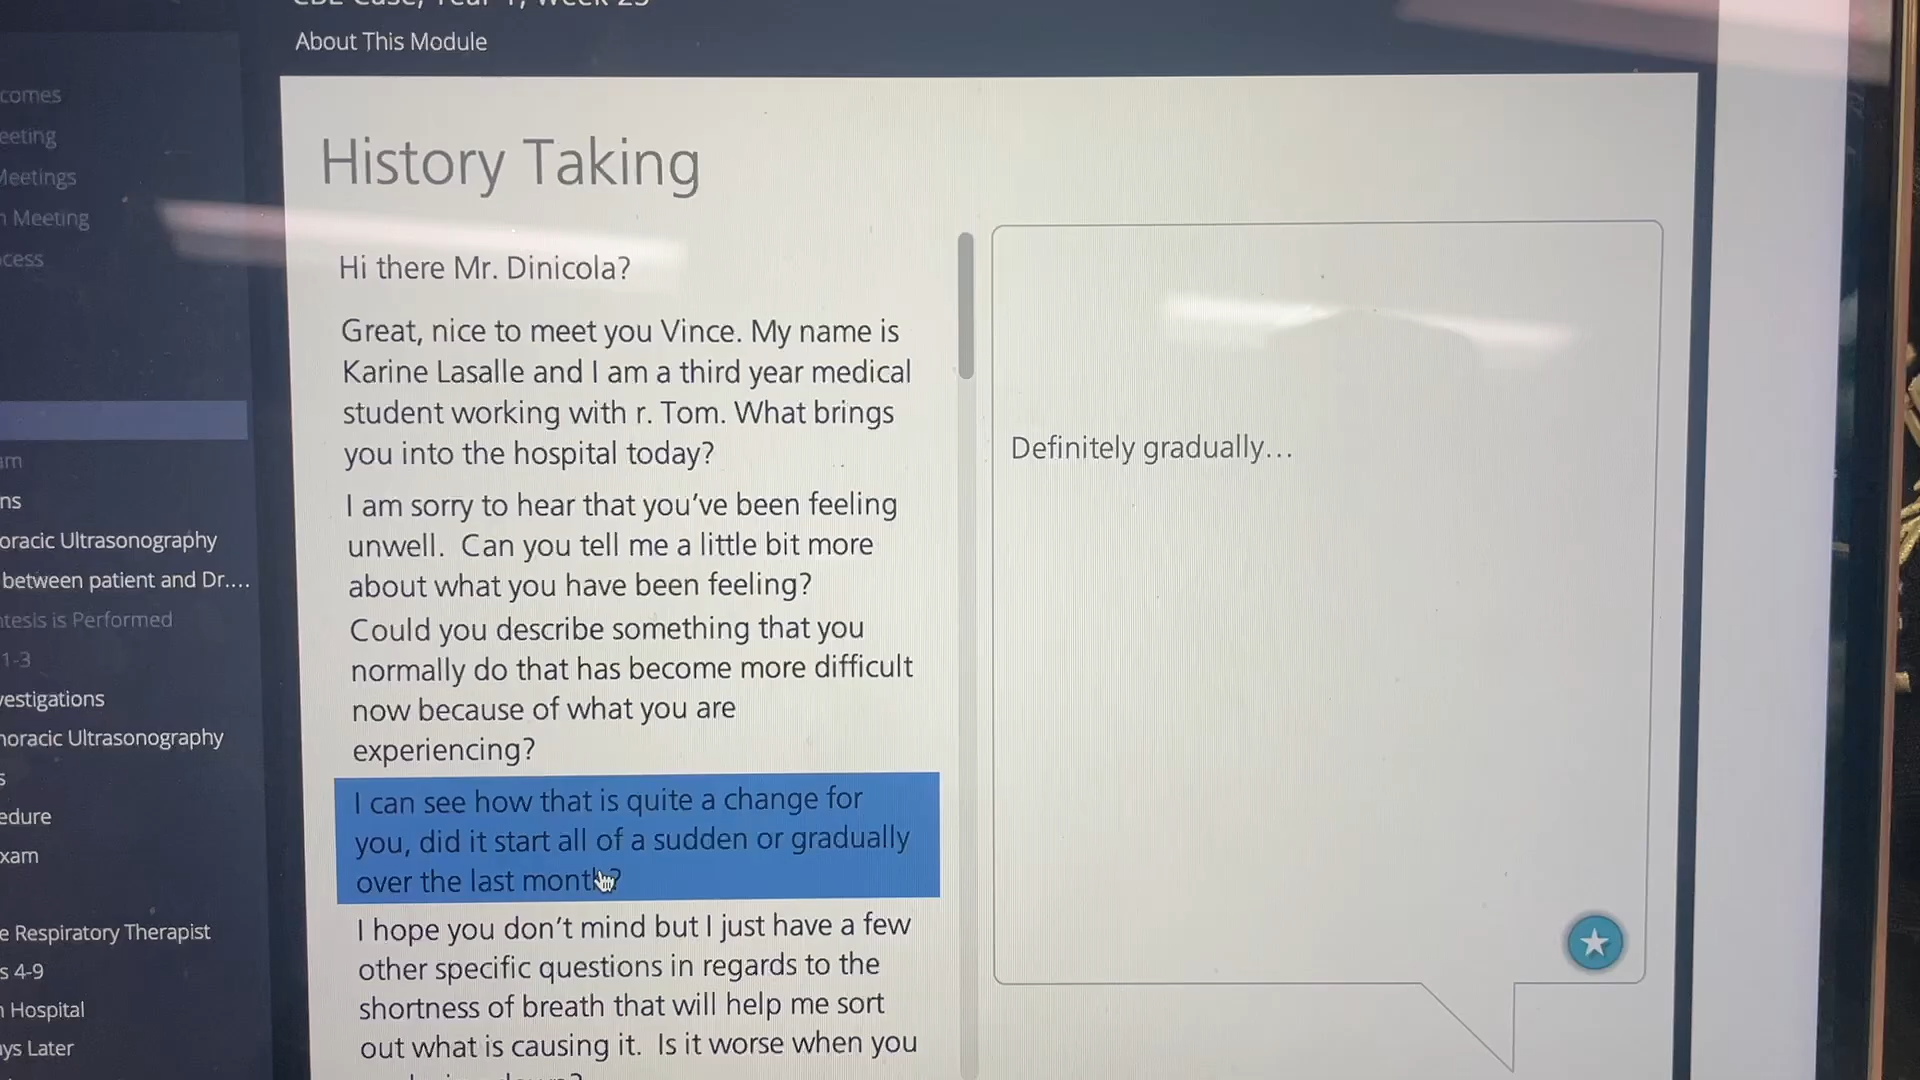 About This Module
comes
eeting
Meetings
n Meeting
cess
am
ns
oracic Ultrasonography
between patient and Dr....
ntesis is Performed
1-3
vestigations
horacic Ultrasonography
s
edure
xam
e Respiratory Therapist
s 4-9
n Hospital
ys Later
History Taking
Hi there Mr. Dinicola?
Great, nice to meet you Vince. My name is
Karine Lasalle and I am a third year medical
student working with r. Tom. What brings
you into the hospital today?
I am sorry to hear that you've been feeling
unwell.  Can you tell me a little bit more
about what you have been feeling?
Could you describe something that you
normally do that has become more difficult
now because of what you are
experiencing?
I can see how that is quite a change for
you, did it start all of a sudden or gradually
over the last month?
I hope you don't mind but I just have a few
other specific questions in regards to the
shortness of breath that will help me sort
out what is causing it.  Is it worse when you
Definitely gradually...